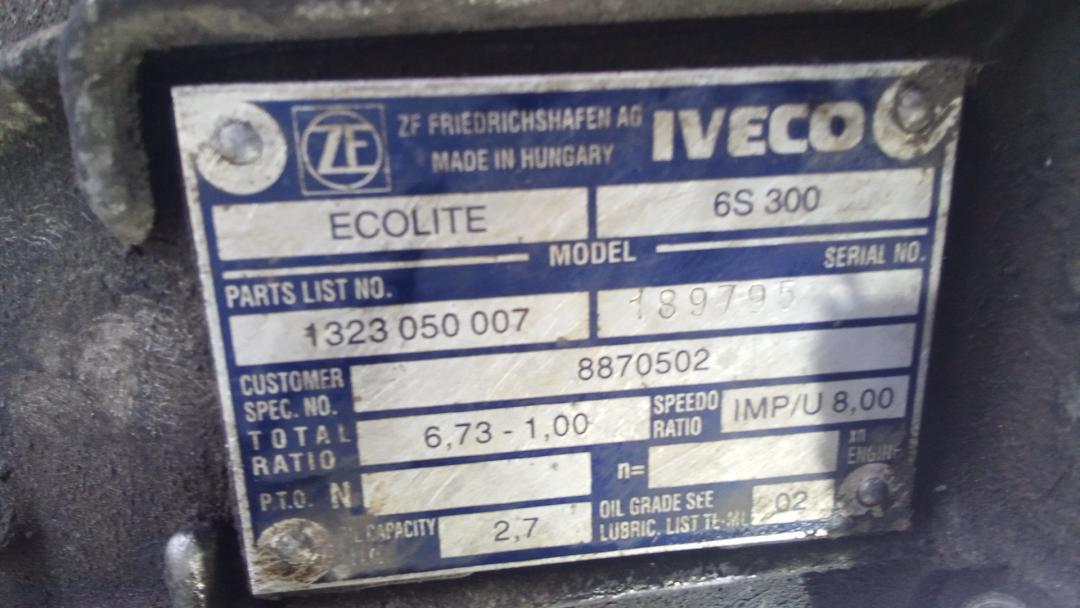 ZF
ZF FRIEDRICHSHAFEN AG
MADE IN HUNGARY
IVECO
ECOLITE
6S 300
MODEL
SERIAL NO.
PARTS LIST NO.
1323 050 007
189795
CUSTOMER
SPEC. NO.
8870502
TOTAL
RATIO
6,73 - 1,00
SPEEDO
RATIO
IMP/U 8,00
P.T.O. N
n=
xn
ENGINE
CAPACITY
2,7
OIL GRADE SEE
LUBRIC. LIST TE-ML
02